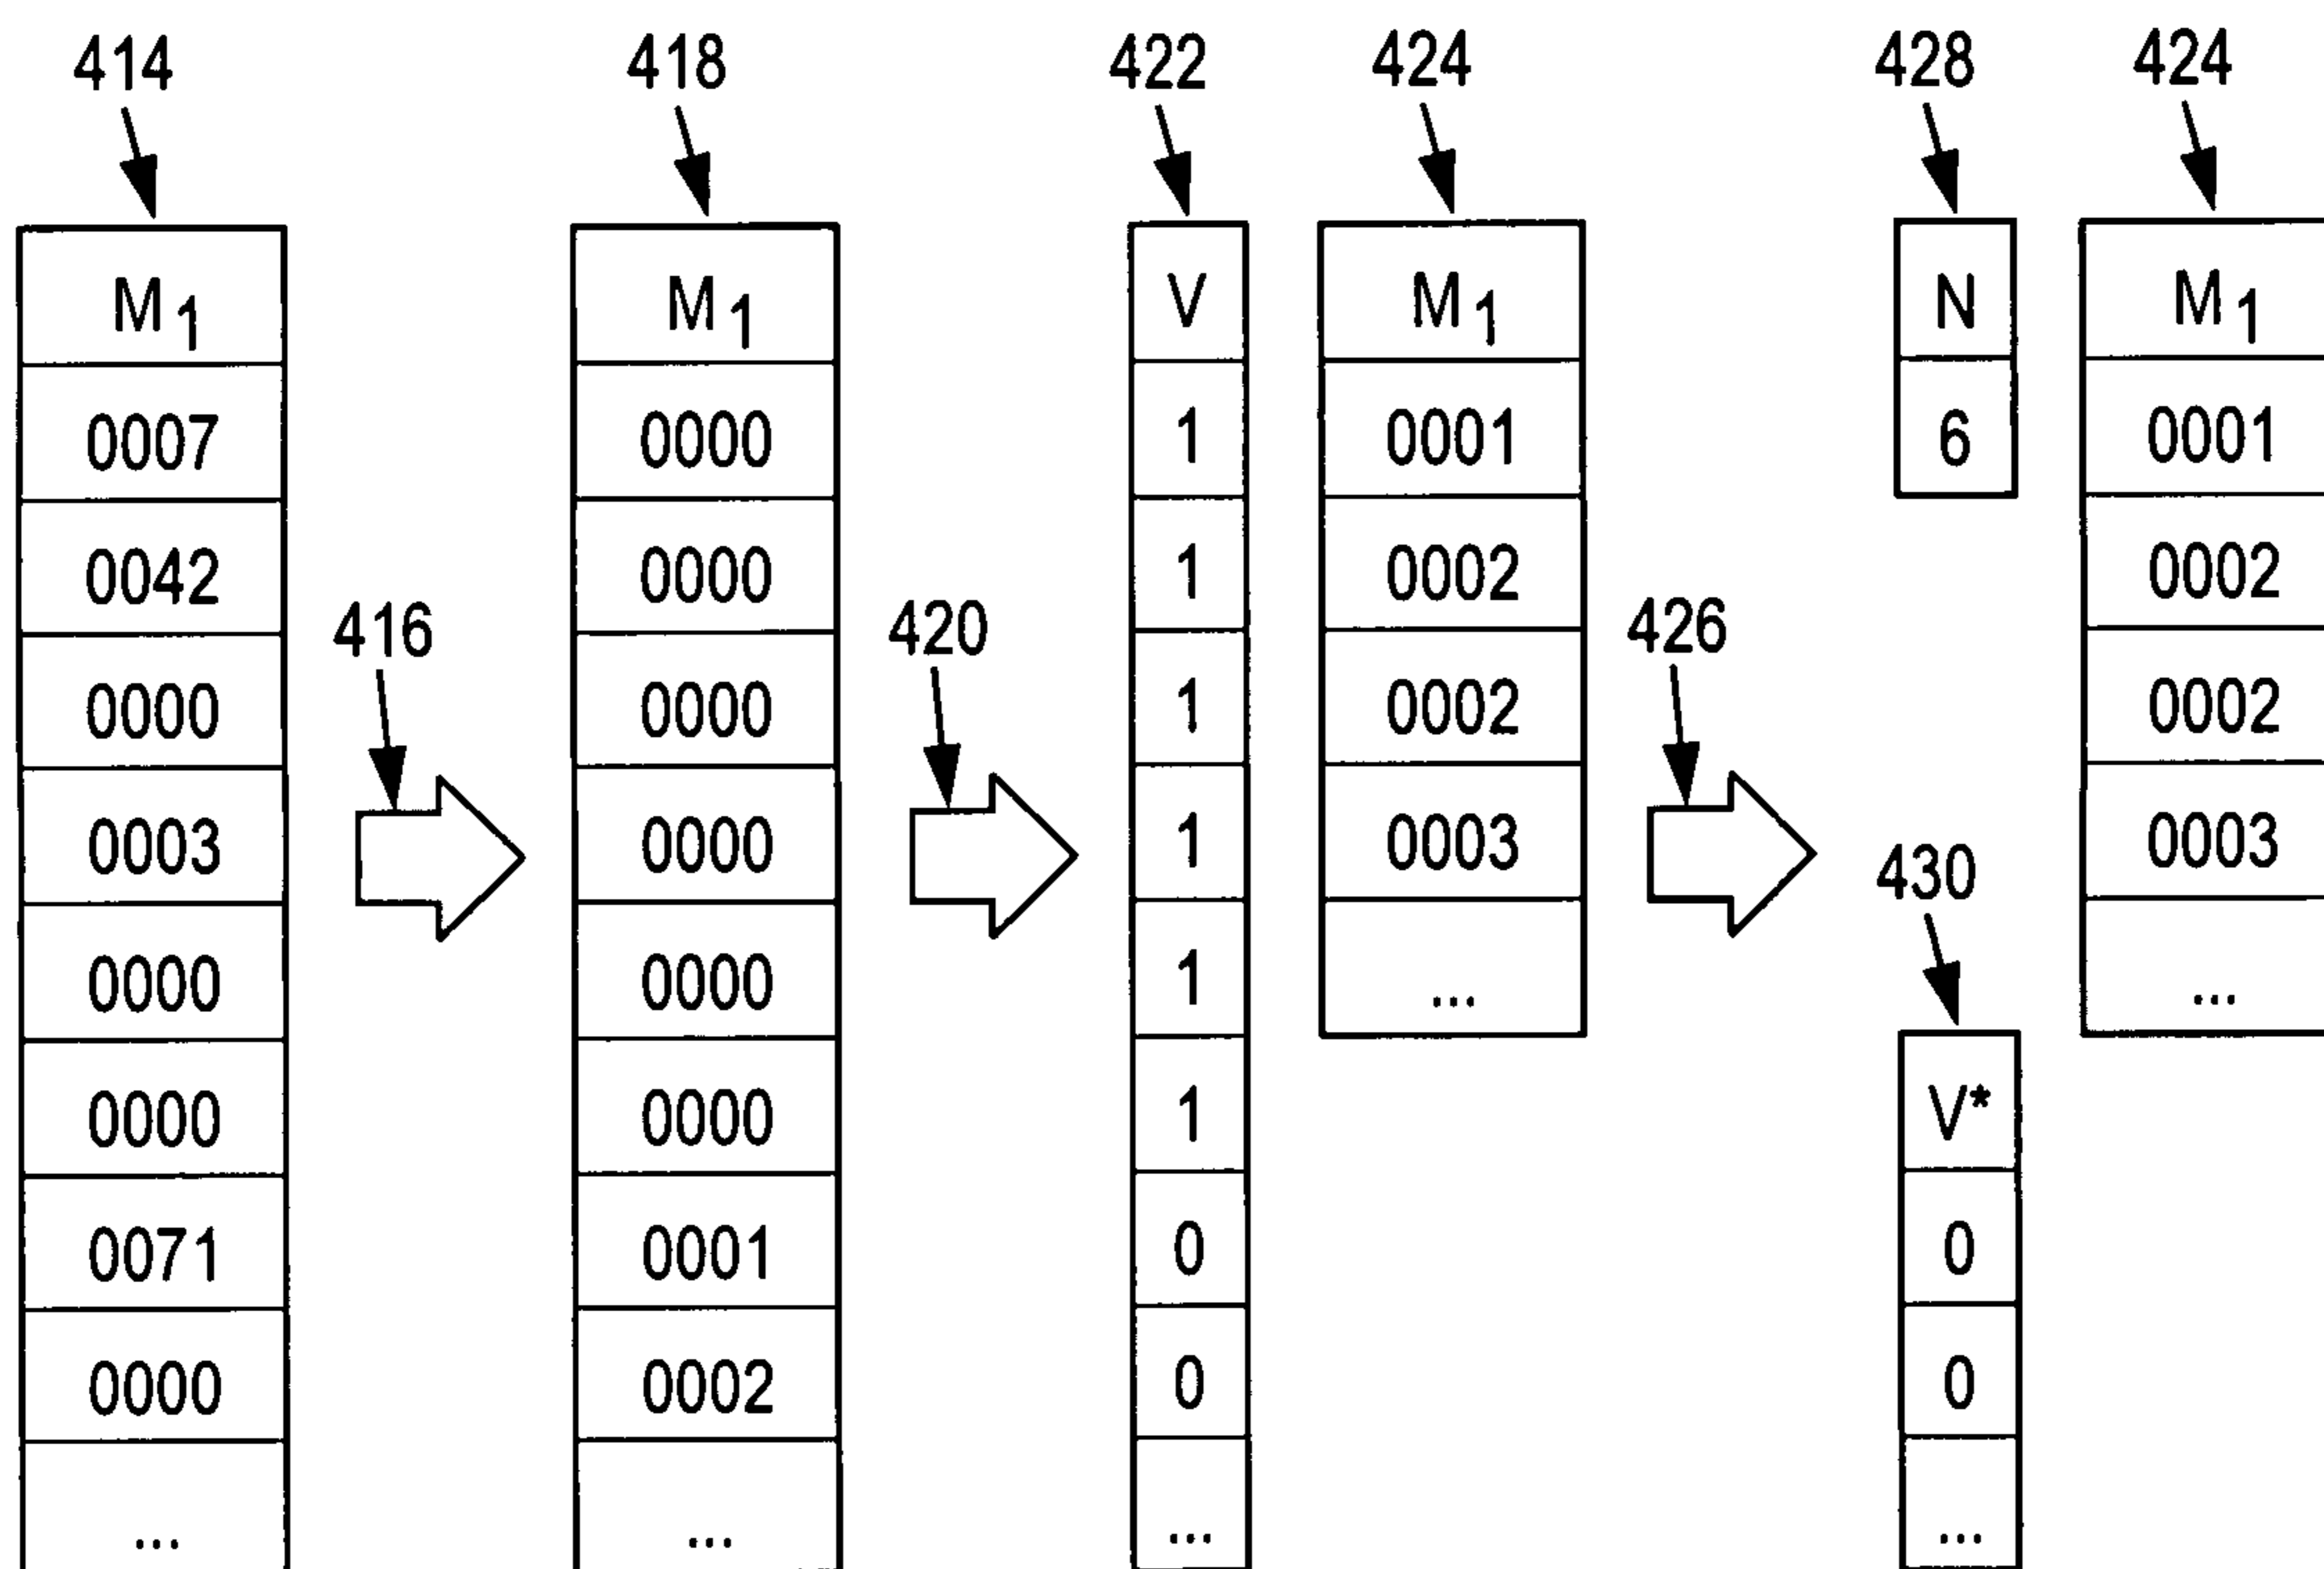 414 418 422 424 428 424
M1 M1 V M1 N M1
0007 0000 1 0001 6 0001
0042 0000 1 0002 0002
416 420 426
0000 0000 1 0002 0002
0003 0000 1 0003 0003
430
0000 0000 1 ... ...
0000 0000 1 V*
0071 0001 0 0
0000 0002 0 0
... ... ... ...